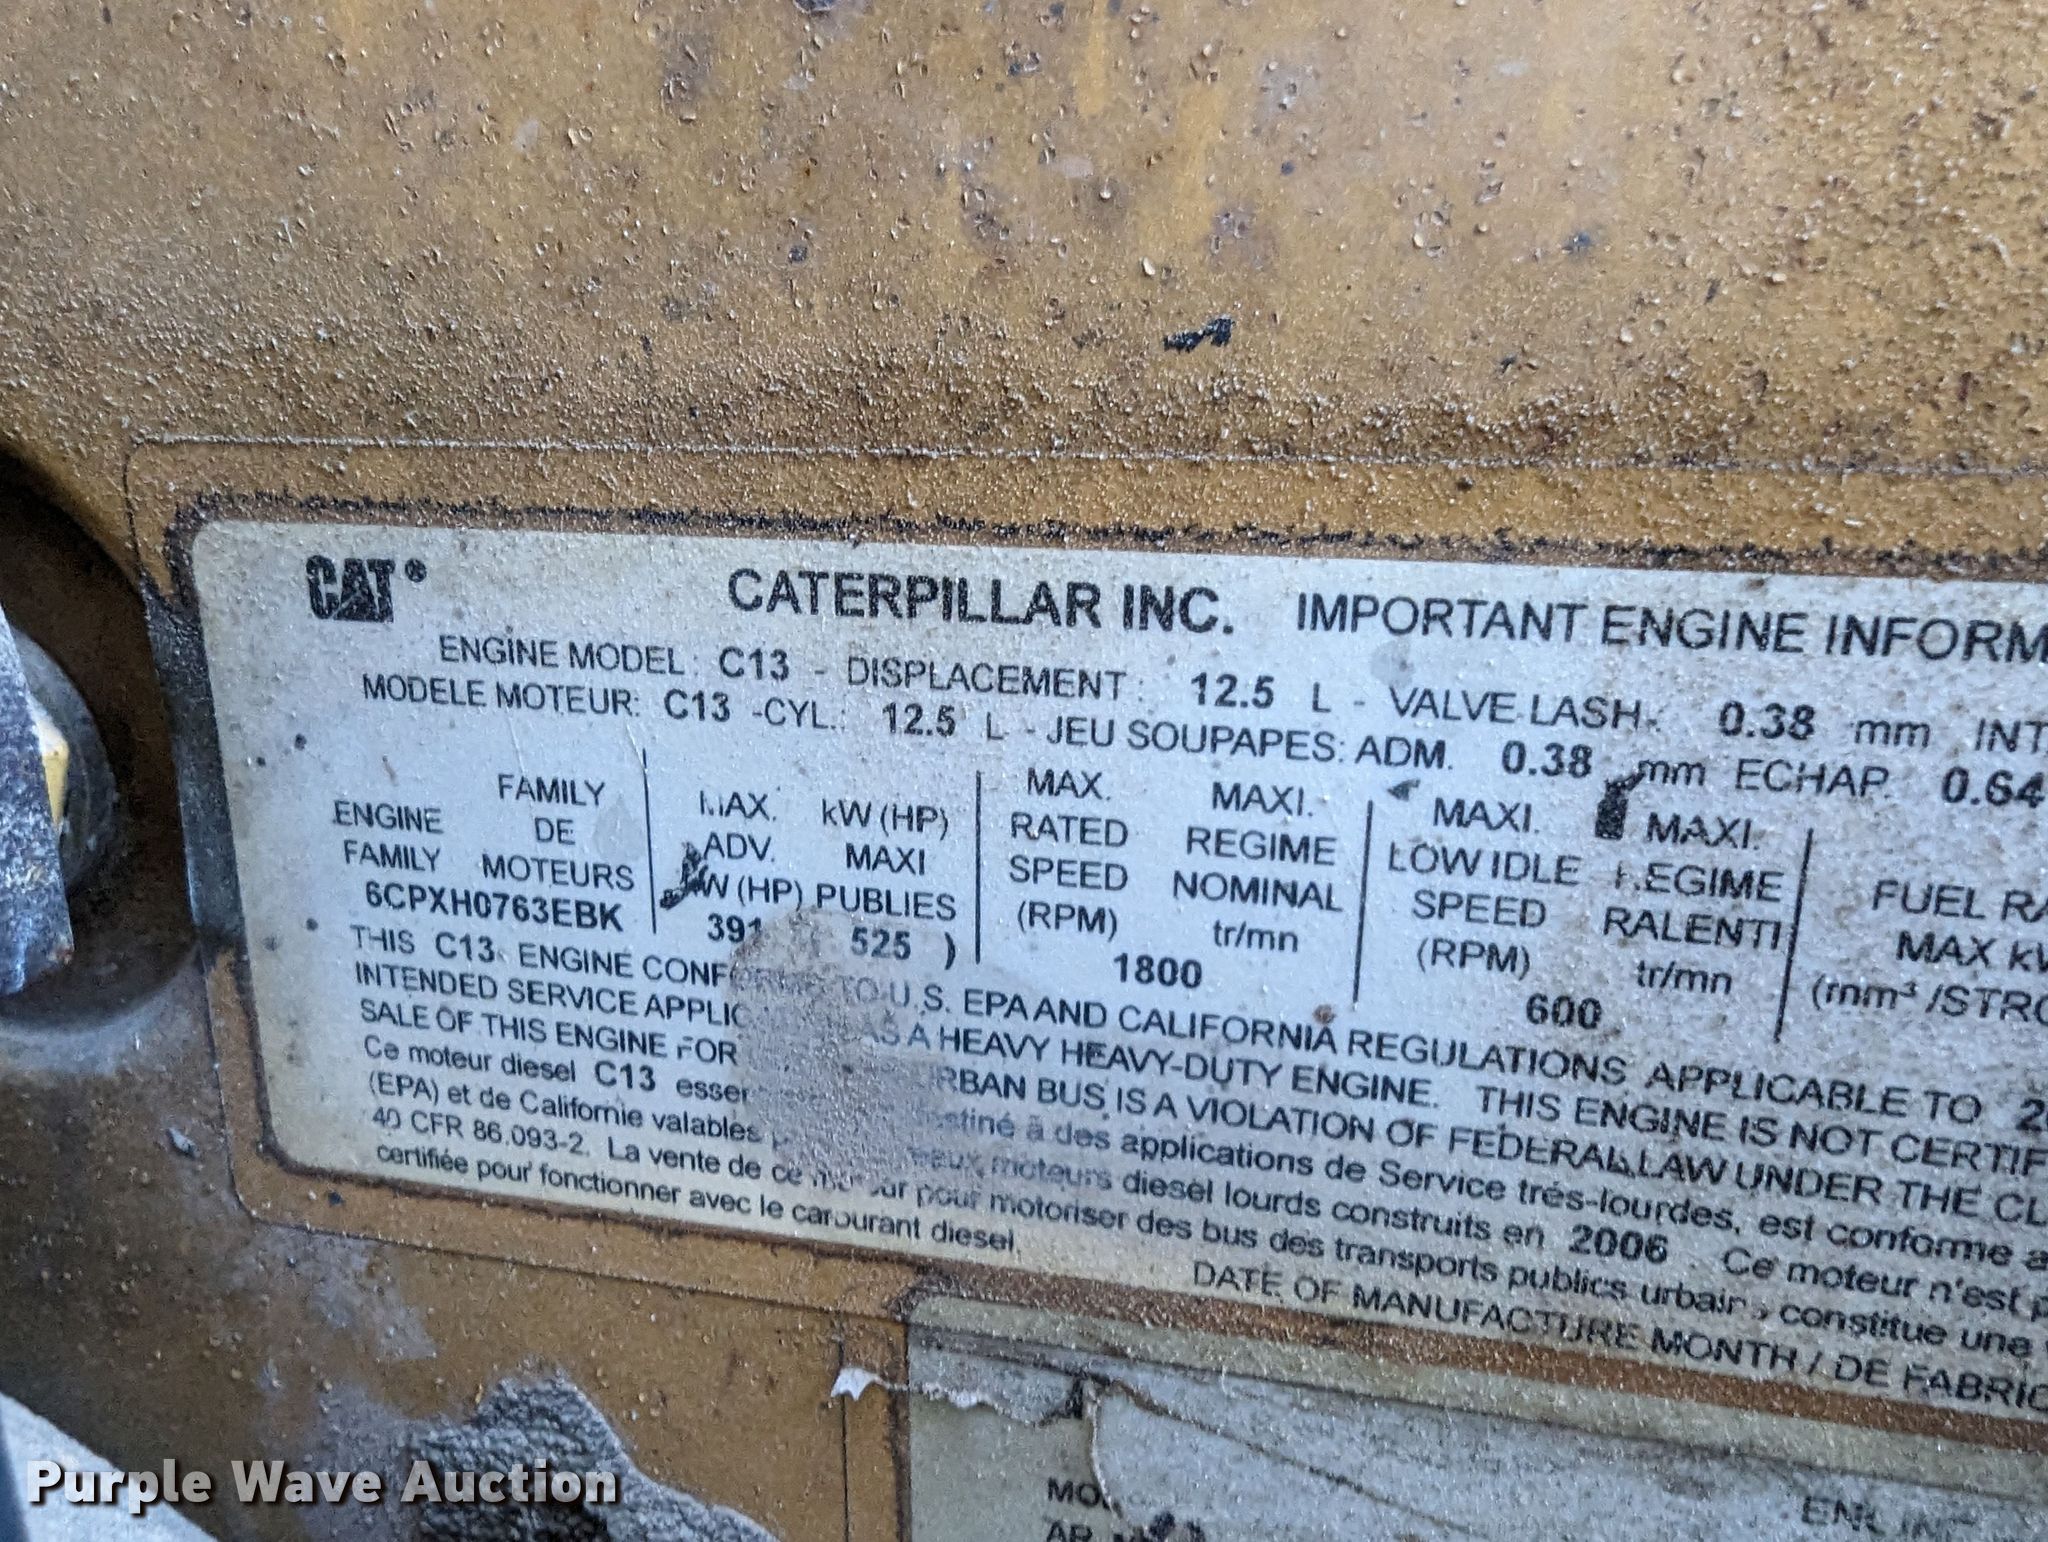 CAT®
CATERPILLAR INC. IMPORTANT ENGINE INFORM
ENGINE MODEL: C13 - DISPLACEMENT: 12.5 L - VALVE LASH: 0.38 mm INT.
MODELE MOTEUR: C13 -CYL.: 12.5 L - JEU SOUPAPES: ADM. 0.38 mm ECHAP. 0.64
ENGINE FAMILY
FAMILY DE MOTEURS
6CPXH0763EBK
MAX. ADV. (HP)
kW (HP) MAXI PUBLIES
391 ( 525 )
MAX. RATED SPEED (RPM)
MAXI. REGIME NOMINAL tr/mn
1800
MAXI. LOW IDLE SPEED (RPM)
MAXI. REGIME RALENTI tr/mn
600
FUEL RA
MAX kW
(mm³ /STRO
THIS C13 ENGINE TO U.S. EPA AND CALIFORNIA REGULATIONS APPLICABLE TO 2
INTENDED SERVICE AS A HEAVY HEAVY-DUTY ENGINE. THIS ENGINE IS NOT CERTIF
SALE OF THIS ENGINE FOR BUS, IS A VIOLATION OF FEDERAL LAW UNDER THE CL
Ce moteur diesel C13 à des applications de Service trés-lourdes, est conforme a
(EPA) et de Californie valables moteurs diesel lourds construits en 2006 Ce moteur n'est p
40 CFR 86.093-2. La vente de ce pour motoriser des bus des transports publics constitue une
certifiée pour fonctionner avec le carburant diesel.
DATE OF MANUFACTURE MONTH / DE FABRIC
Purple Wave Auction